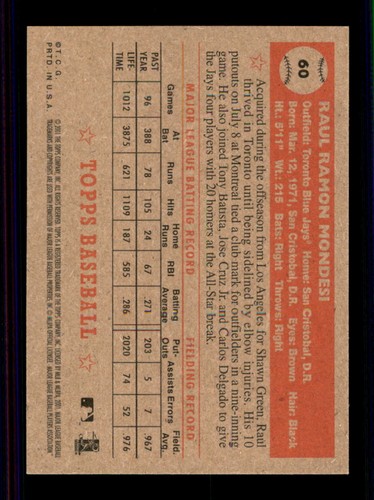 60
RAUL RAMON MONDESI
Outfield: Toronto Blue Jays® Home: San Cristobal, D.R.
Born: Mar. 12, 1971, San Cristobal, D.R. Eyes: Brown Hair: Black
Ht.: 5'11" Wt.: 215 Bats: Right Throws: Right
☆ Acquired during the offseason from Los Angeles for Shawn Green, Raul
thrived in Toronto until being sidelined by elbow injuries. His 10
putouts on July 8 at Montreal tied a club mark for outfielders in a nine-inning
game. He also joined Tony Batista, Jose Cruz Jr. and Carlos Delgado to give
the Jays four players with 20 homers at the All-Star break.
MAJOR LEAGUE BATTING RECORD FIELDING RECORD
Games At Bat Runs Hits Home Runs RBI Batting Average Put-Outs Assists Errors Field. Avg.
PAST YEAR 96 388 78 105 24 67 .271 203 5 7 .967
LIFE-TIME 1012 3875 621 1109 187 585 .286 2020 74 52 .976
☆ TOPPS BASEBALL ☆
© T.C.G.
PRTD. IN U.S.A.